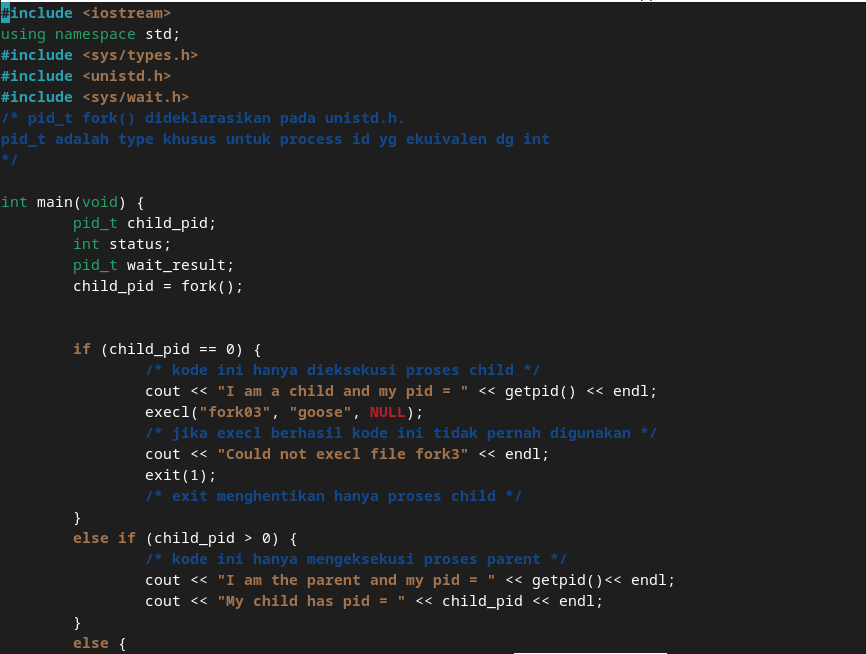 #include <iostream>
using namespace std;
#include <sys/types.h>
#include <unistd.h>
#include <sys/wait.h>
/* pid_t fork() dideklarasikan pada unistd.h.
pid_t adalah type khusus untuk process id yg ekuivalen dg int
*/
int main(void) {
pid_t child_pid;
int status;
pid_t wait_result;
child_pid = fork();
if (child_pid == 0) {
/* kode ini hanya dieksekusi proses child */
cout << "I am a child and my pid = " << getpid() << endl;
execl("fork03", "goose", NULL);
/* jika execl berhasil kode ini tidak pernah digunakan */
cout << "Could not execl file fork3" << endl;
exit(1);
/* exit menghentikan hanya proses child */
}
else if (child_pid > 0) {
/* kode ini hanya mengeksekusi proses parent */
cout << "I am the parent and my pid = " << getpid()<< endl;
cout << "My child has pid = " << child_pid << endl;
}
else {